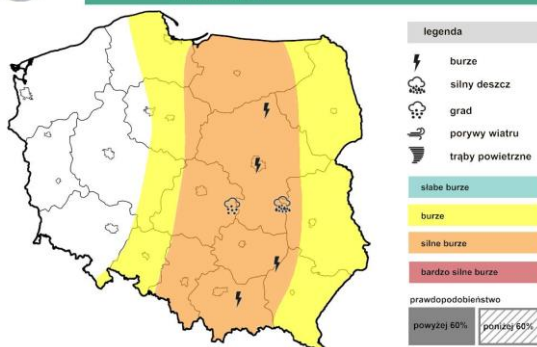 legenda
burze
silny deszcz
grad
porywy wiatru
trąby powietrzne
słabe burze
burze
silne burze
bardzo silne burze
prawdopodobieństwo
powyżej 60%
poniżej 60%